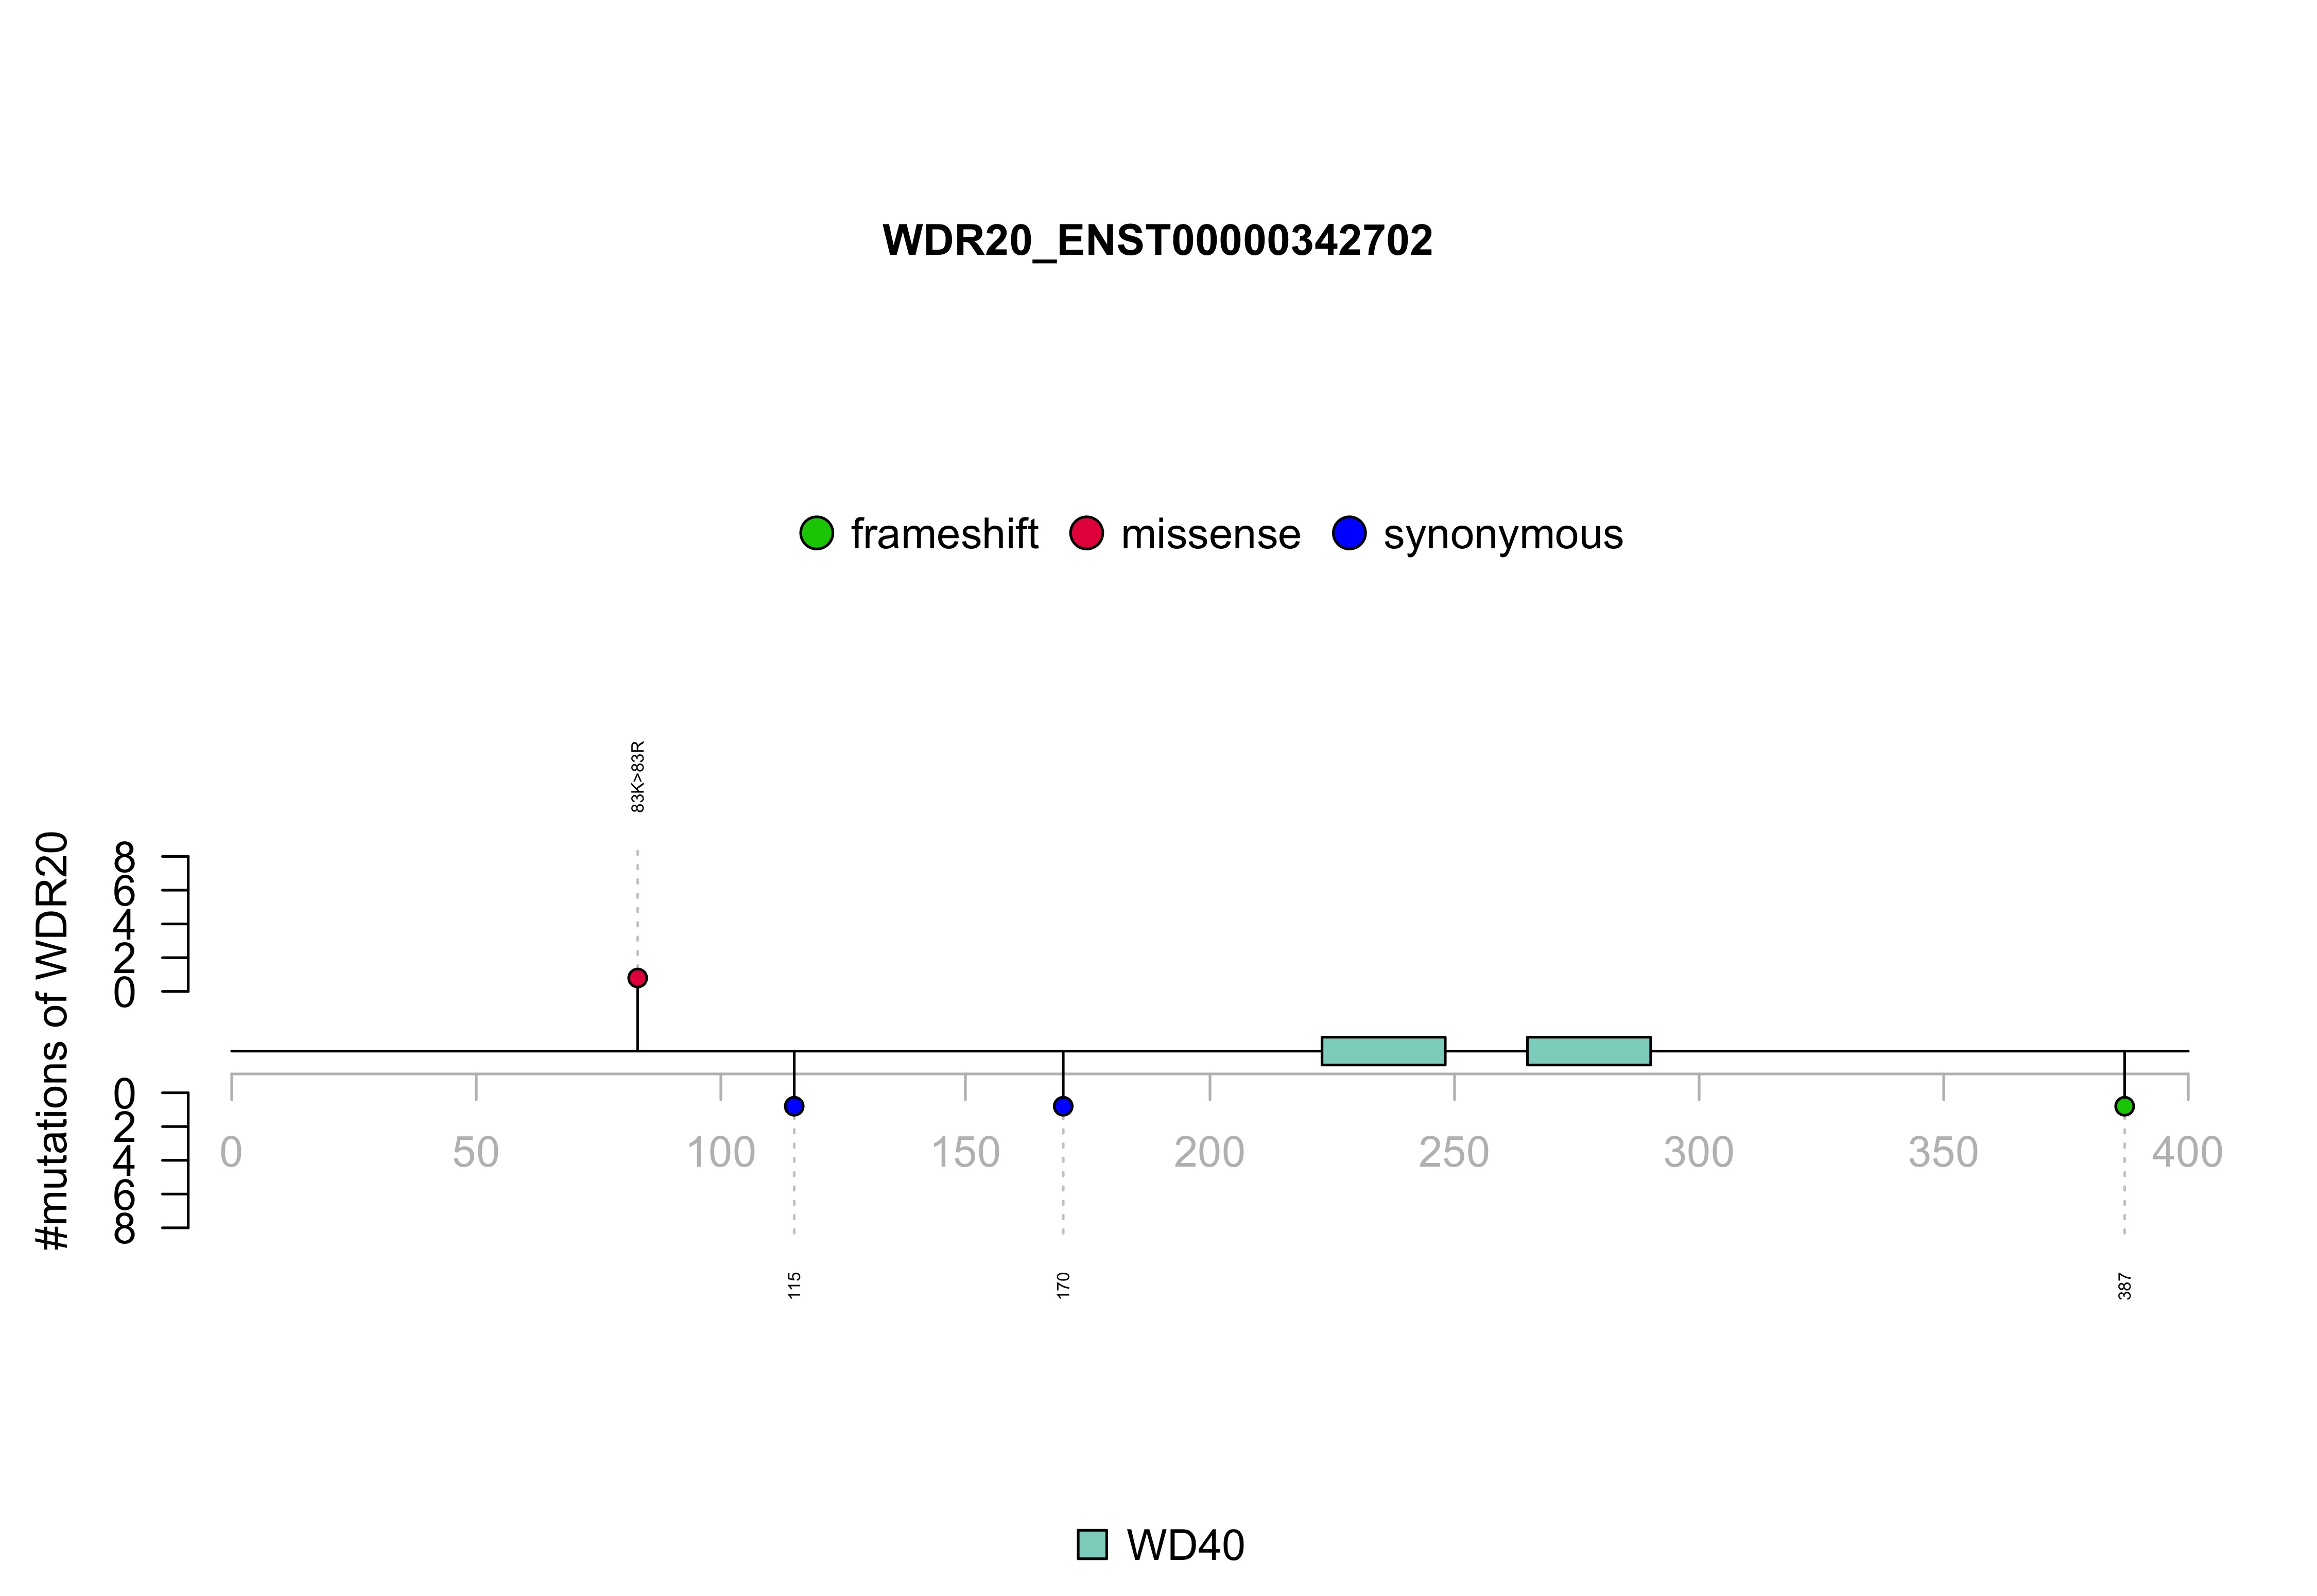 WDR20_ENST00000342702
frameshift missense synonymous
83K>83R
#mutations of WDR20
8
6
4
2
0
0
2
4
6
8
0 50 100 150 200 250 300 350 400
115 170 387
WD40